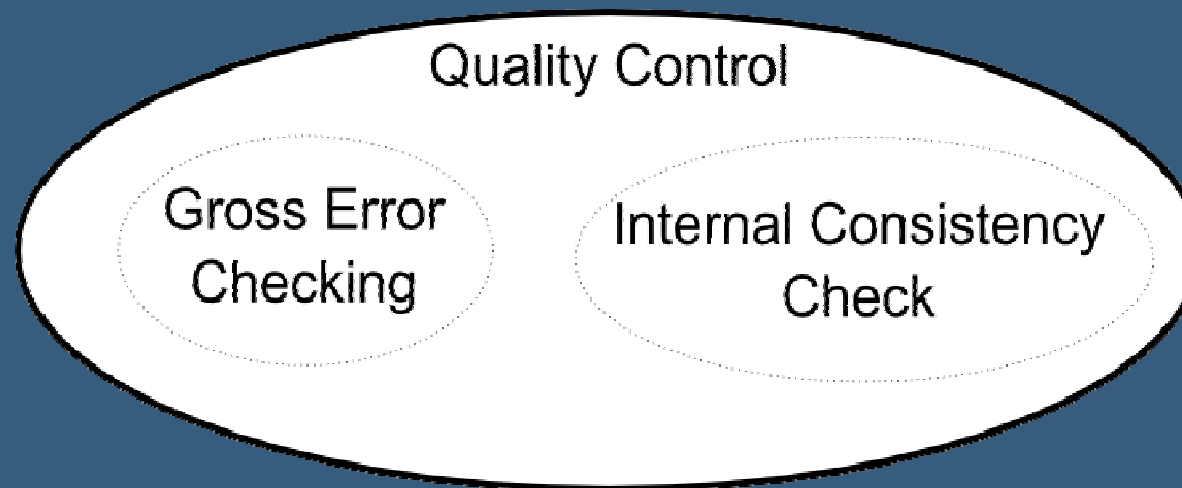 Quality Control
Gross Error
Checking
Internal Consistency
Check